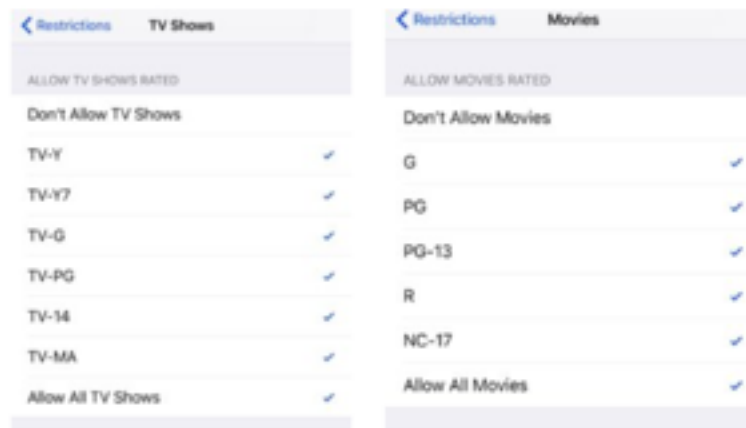 Restrictions TV Shows
ALLOW TV SHOWS RATED
Don't Allow TV Shows
TV-Y
TV-Y7
TV-G
TV-PG
TV-14
TV-MA
Allow All TV Shows
Restrictions Movies
ALLOW MOVIES RATED
Don't Allow Movies
G
PG
PG-13
R
NC-17
Allow All Movies